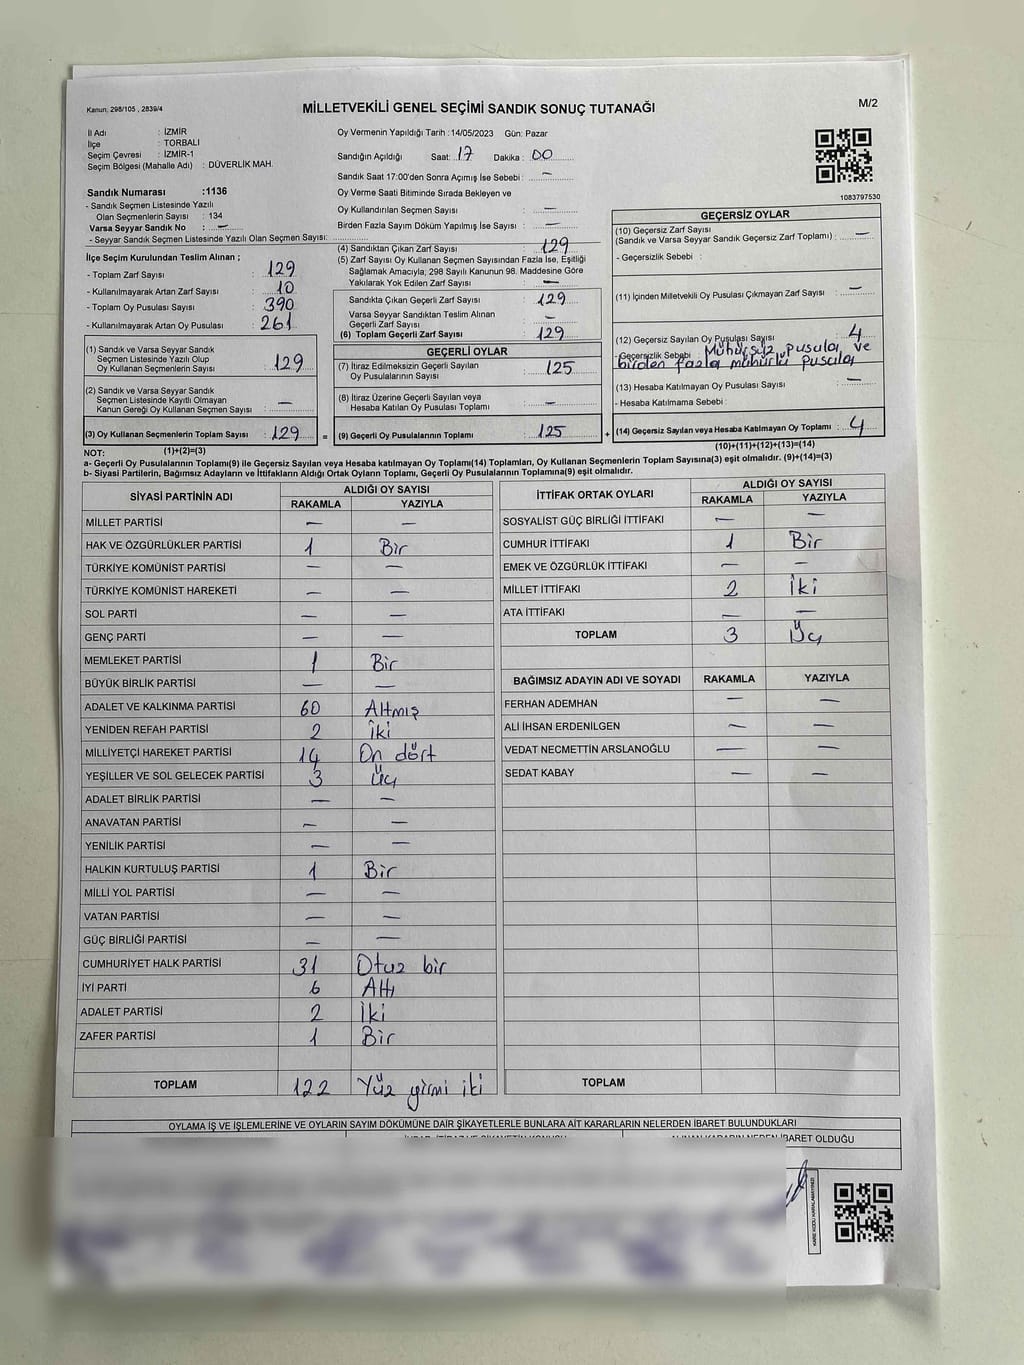 Kanun: 298/105 , 2839/4
MİLLETVEKİLİ GENEL SEÇİMİ SANDIK SONUÇ TUTANAĞI
M/2
İl Adı : İZMİR
İlçe : TORBALI
Seçim Çevresi : İZMİR-1
Seçim Bölgesi (Mahalle Adı) : DÜVERLİK MAH.
Sandık Numarası :1136
- Sandık Seçmen Listesinde Yazılı
Olan Seçmenlerin Sayısı : 134
Varsa Seyyar Sandık No : —
- Seyyar Sandık Seçmen Listesinde Yazılı Olan Seçmen Sayısı:
İlçe Seçim Kurulundan Teslim Alınan ;
- Toplam Zarf Sayısı : 129
- Kullanılmayarak Artan Zarf Sayısı : 10
- Toplam Oy Pusulası Sayısı : 390
- Kullanılmayarak Artan Oy Pusulası : 261
(1) Sandık ve Varsa Seyyar Sandık
Seçmen Listesinde Yazılı Olup
Oy Kullanan Seçmenlerin Sayısı : 129
(2) Sandık ve Varsa Seyyar Sandık
Seçmen Listesinde Kayıtlı Olmayan
Kanun Gereği Oy Kullanan Seçmen Sayısı : —
(3) Oy Kullanan Seçmenlerin Toplam Sayısı : 129
(1)+(2)=(3)
Oy Vermenin Yapıldığı Tarih :14/05/2023 Gün: Pazar
Sandığın Açıldığı Saat: 17 Dakika : 00
Sandık Saat 17:00'den Sonra Açımış İse Sebebi : —
Oy Verme Saati Bitiminde Sırada Bekleyen ve
Oy Kullandırılan Seçmen Sayısı : —
Birden Fazla Sayım Döküm Yapılmış İse Sayısı : —
(4) Sandıktan Çıkan Zarf Sayısı : 129
(5) Zarf Sayısı Oy Kullanan Seçmen Sayısından Fazla İse, Eşitliği
Sağlamak Amacıyla; 298 Sayılı Kanunun 98. Maddesine Göre
Yakılarak Yok Edilen Zarf Sayısı : —
Sandıkta Çıkan Geçerli Zarf Sayısı : 129
Varsa Seyyar Sandıktan Teslim Alınan
Geçerli Zarf Sayısı : —
(6) Toplam Geçerli Zarf Sayısı : 129
GEÇERLİ OYLAR
(7) İtiraz Edilmeksizin Geçerli Sayılan
Oy Pusulalarının Sayısı : 125
(8) İtiraz Üzerine Geçerli Sayılan veya
Hesaba Katılan Oy Pusulası Toplamı : —
= (9) Geçerli Oy Pusulalarının Toplamı : 125
1083797530
GEÇERSİZ OYLAR
(10) Geçersiz Zarf Sayısı
(Sandık ve Varsa Seyyar Sandık Geçersiz Zarf Toplamı) : —
- Geçersizlik Sebebi :
(11) İçinden Milletvekili Oy Pusulası Çıkmayan Zarf Sayısı : —
(12) Geçersiz Sayılan Oy Pusulası Sayısı : 4
- Geçersizlik Sebebi : Mühürsüz pusula ve
birden fazla mühürlü pusula
(13) Hesaba Katılmayan Oy Pusulası Sayısı : —
- Hesaba Katılmama Sebebi :
+ (14) Geçersiz Sayılan veya Hesaba Katılmayan Oy Toplamı : 4
(10)+(11)+(12)+(13)=(14)
NOT:
a- Geçerli Oy Pusulalarının Toplamı(9) ile Geçersiz Sayılan veya Hesaba katılmayan Oy Toplamı(14) Toplamları, Oy Kullanan Seçmenlerin Toplam Sayısına(3) eşit olmalıdır. (9)+(14)=(3)
b- Siyasi Partilerin, Bağımsız Adayların ve İttifakların Aldığı Ortak Oyların Toplamı, Geçerli Oy Pusulalarının Toplamına(9) eşit olmalıdır.
SİYASİ PARTİNİN ADI ALDIĞI OY SAYISI
RAKAMLA YAZIYLA
MİLLET PARTİSİ — —
HAK VE ÖZGÜRLÜKLER PARTİSİ 1 Bir
TÜRKİYE KOMÜNİST PARTİSİ — —
TÜRKİYE KOMÜNİST HAREKETİ — —
SOL PARTİ — —
GENÇ PARTİ — —
MEMLEKET PARTİSİ 1 Bir
BÜYÜK BİRLİK PARTİSİ — —
ADALET VE KALKINMA PARTİSİ 60 Altmış
YENİDEN REFAH PARTİSİ 2 İki
MİLLİYETÇİ HAREKET PARTİSİ 14 On dört
YEŞİLLER VE SOL GELECEK PARTİSİ 3 Üç
ADALET BİRLİK PARTİSİ — —
ANAVATAN PARTİSİ — —
YENİLİK PARTİSİ — —
HALKIN KURTULUŞ PARTİSİ 1 Bir
MİLLİ YOL PARTİSİ — —
VATAN PARTİSİ — —
GÜÇ BİRLİĞİ PARTİSİ — —
CUMHURİYET HALK PARTİSİ 31 Otuz bir
İYİ PARTİ 6 Altı
ADALET PARTİSİ 2 İki
ZAFER PARTİSİ 1 Bir
TOPLAM 122 Yüz yirmi iki
İTTİFAK ORTAK OYLARI ALDIĞI OY SAYISI
RAKAMLA YAZIYLA
SOSYALİST GÜÇ BİRLİĞİ İTTİFAKI — —
CUMHUR İTTİFAKI 1 Bir
EMEK VE ÖZGÜRLÜK İTTİFAKI — —
MİLLET İTTİFAKI 2 İki
ATA İTTİFAKI — —
TOPLAM 3 Üç
BAĞIMSIZ ADAYIN ADI VE SOYADI RAKAMLA YAZIYLA
FERHAN ADEMHAN — —
ALİ İHSAN ERDENİLGEN — —
VEDAT NECMETTİN ARSLANOĞLU — —
SEDAT KABAY — —
TOPLAM
OYLAMA İŞ VE İŞLEMLERİNE VE OYLARIN SAYIM DÖKÜMÜNE DAİR ŞİKAYETLERLE BUNLARA AİT KARARLARIN NELERDEN İBARET BULUNDUKLARI
İBARET OLDUĞU
KARE KODU KARALAMAYINIZ!